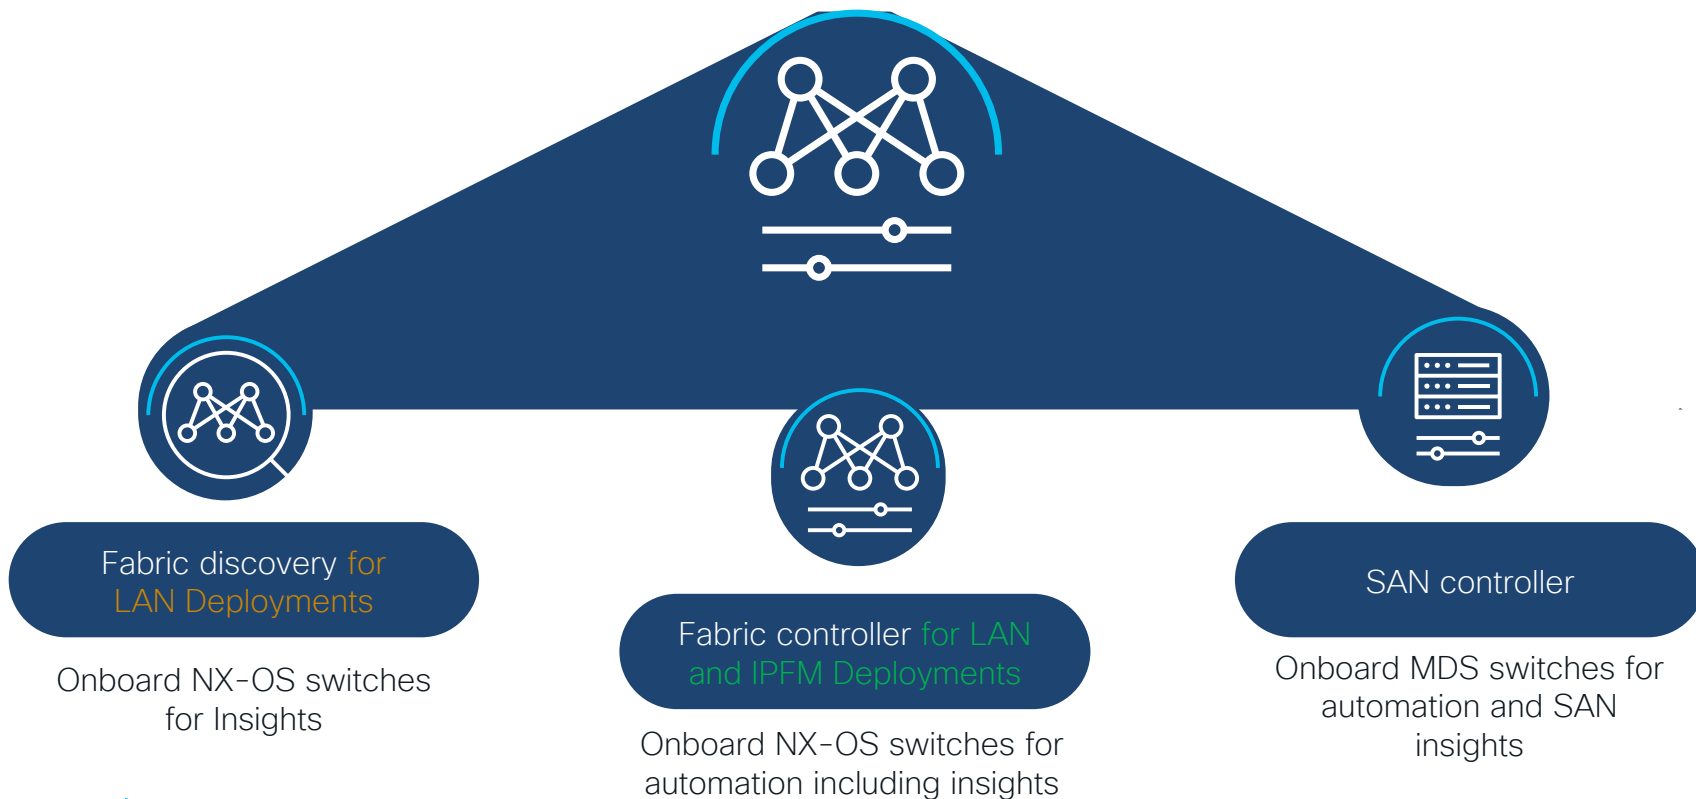 Fabric discovery for
LAN Deployments
Onboard NX-OS switches
for Insights
Fabric controller for LAN
and IPFM Deployments
Onboard NX-OS switches for
automation including insights
SAN controller
Onboard MDS switches for
automation and SAN
insights